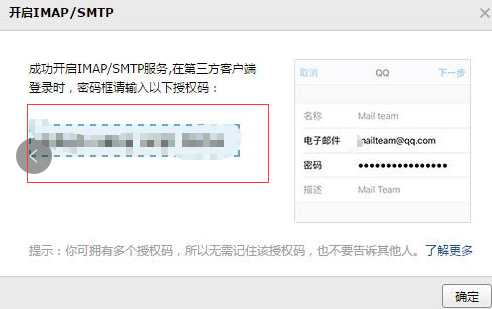 开启IMAP/SMTP
成功开启IMAP/SMTP服务,在第三方客户端
登录时，密码框请输入以下授权码：
取消 QQ 下一步
名称 Mail team
电子邮件 mailteam@qq.com
密码 ●●●●●●●●●●●●●●●
描述 Mail Team
提示：你可拥有多个授权码，所以无需记住该授权码，也不要告诉其他人。了解更多
确定